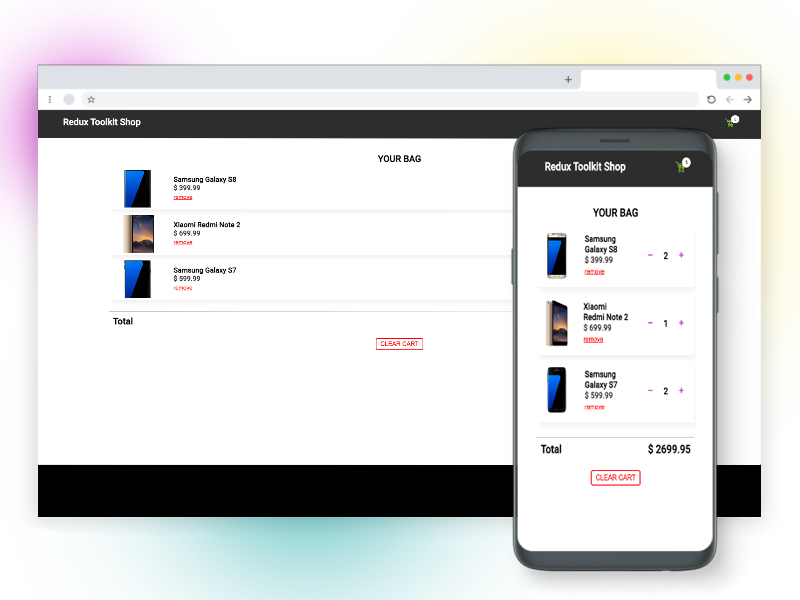 Redux Toolkit Shop
YOUR BAG
Samsung Galaxy S8
$ 399.99
remove
Xiaomi Redmi Note 2
$ 699.99
remove
Samsung Galaxy S7
$ 599.99
remove
Total
CLEAR CART
Redux Toolkit Shop
YOUR BAG
Samsung
Galaxy S8
$ 399.99
remove
− 2 +
Xiaomi
Redmi Note 2
$ 699.99
remove
− 1 +
Samsung
Galaxy S7
$ 599.99
remove
− 2 +
Total $ 2699.95
CLEAR CART